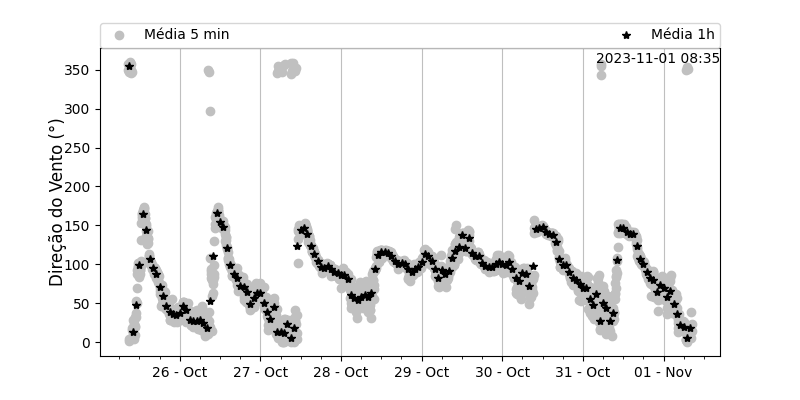 Média 5 min
Média 1h
2023-11-01 08:35
Direção do Vento (°)
350
300
250
200
150
100
50
0
26 - Oct
27 - Oct
28 - Oct
29 - Oct
30 - Oct
31 - Oct
01 - Nov